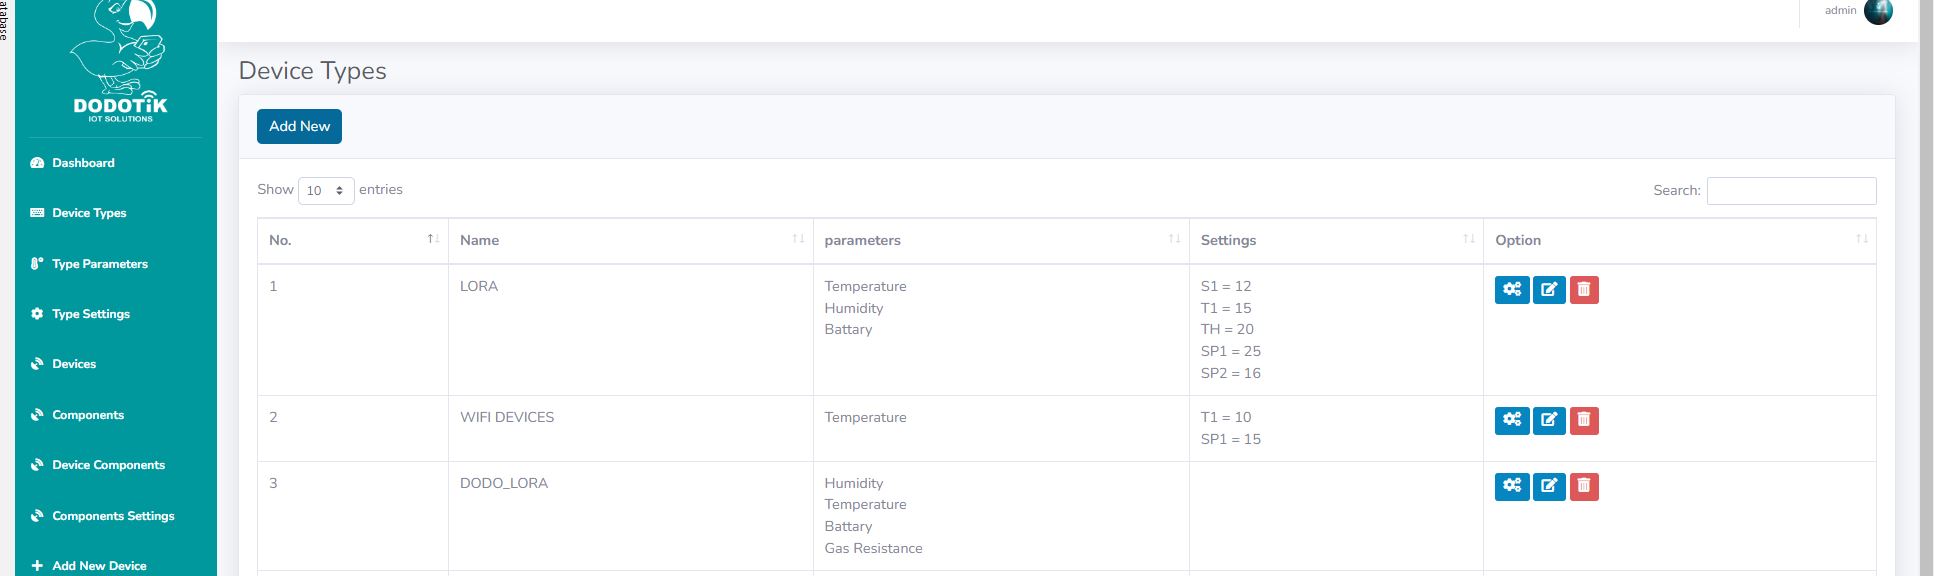 atabase
DODOTiK
IOT SOLUTIONS
Dashboard
Device Types
Type Parameters
Type Settings
Devices
Components
Device Components
Components Settings
Add New Device
admin
Device Types
Add New
Show 10 entries
Search:
No. Name parameters Settings Option
1 LORA Temperature S1 = 12
Humidity T1 = 15
Battary TH = 20
SP1 = 25
SP2 = 16
2 WIFI DEVICES Temperature T1 = 10
SP1 = 15
3 DODO_LORA Humidity
Temperature
Battary
Gas Resistance